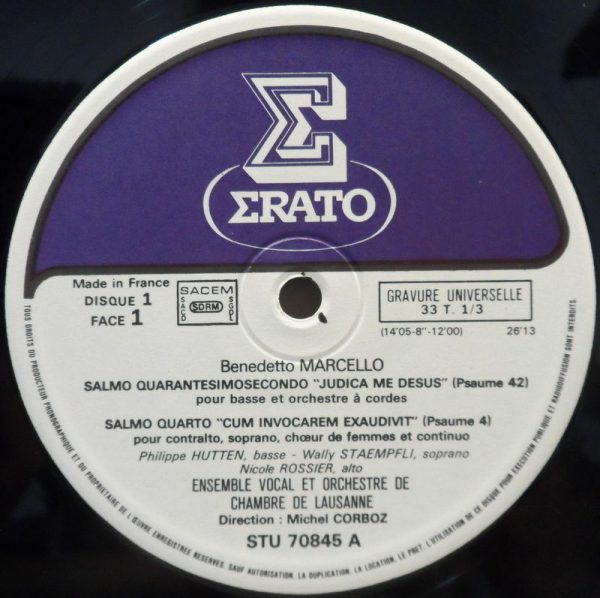 Σ
ΣRATO
Made in France
DISQUE 1
FACE 1
SACEM
SACD
SDRM
SGDL
GRAVURE UNIVERSELLE
33 T. 1/3
(14'05-8"-12'00)
26'13
Benedetto MARCELLO
SALMO QUARANTESIMOSECONDO "JUDICA ME DESUS" (Psaume 42)
pour basse et orchestre à cordes
SALMO QUARTO "CUM INVOCAREM EXAUDIVIT" (Psaume 4)
pour contralto, soprano, chœur de femmes et continuo
Philippe HUTTEN, basse - Wally STAEMPFLI, soprano
Nicole ROSSIER, alto
ENSEMBLE VOCAL ET ORCHESTRE DE
CHAMBRE DE LAUSANNE
Direction : Michel CORBOZ
STU 70845 A
TOUS DROITS DU PRODUCTEUR PHONOGRAPHIQUE ET DU PROPRIETAIRE DE L'ŒUVRE ENREGISTREE RESERVES. SAUF AUTORISATION, LA DUPLICATION, LA LOCATION, LE PRET, L'UTILISATION DE CE DISQUE POUR EXECUTION PUBLIQUE ET RADIODIFFUSION SONT INTERDITS.